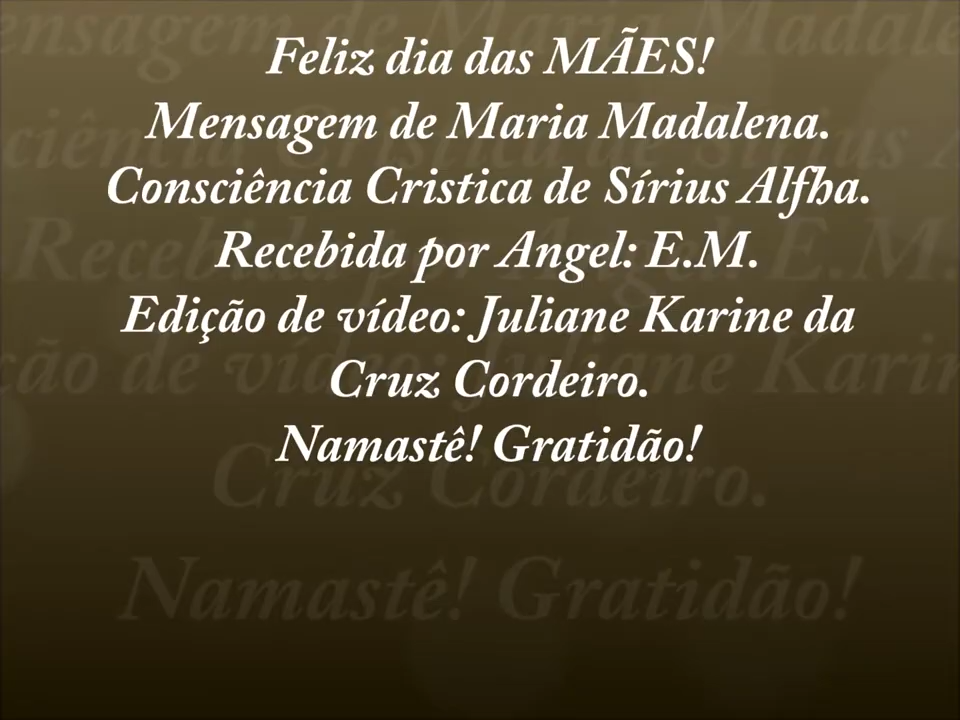 Feliz dia das MÃES!
Mensagem de Maria Madalena.
Consciência Cristica de Sírius Alfha.
Recebida por Angel: E.M.
Edição de vídeo: Juliane Karine da
Cruz Cordeiro.
Namastê! Gratidão!